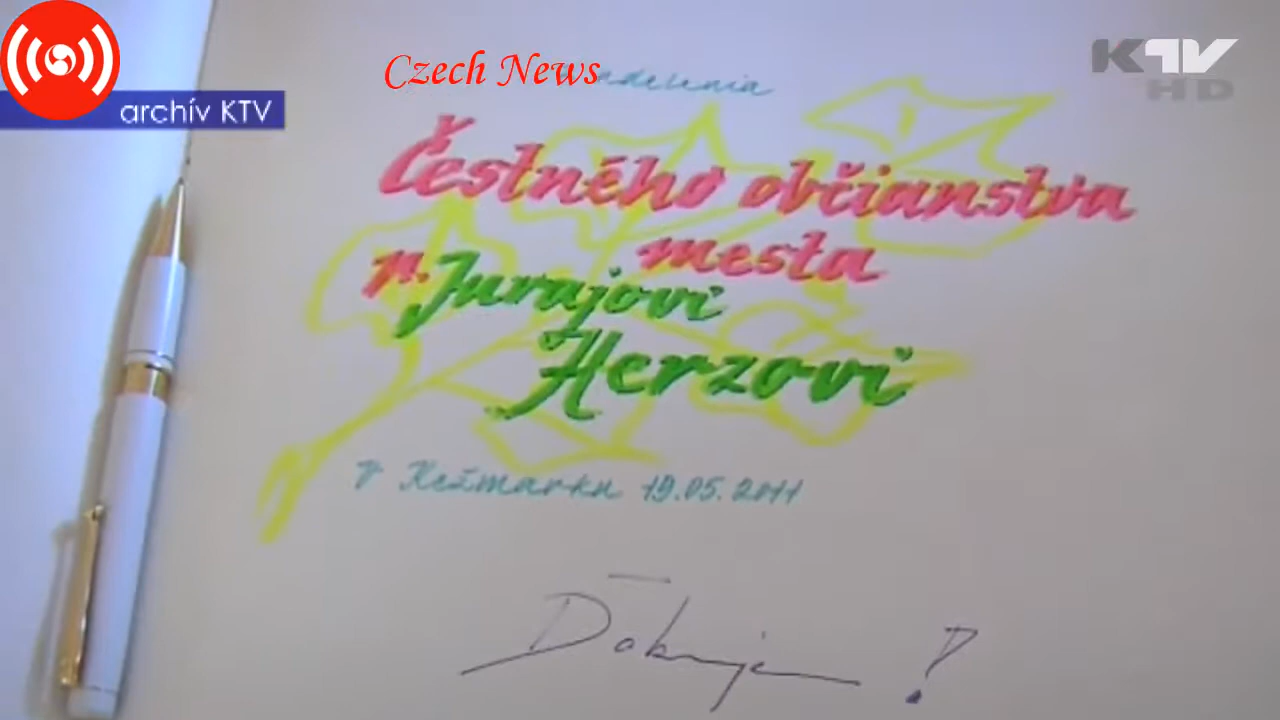 Czech News
KTV
HD
archív KTV
Čestného občianstva
mesta
p. Jurajovi
Herzovi
V Kežmarku 19.05.2011
Ďakujem!